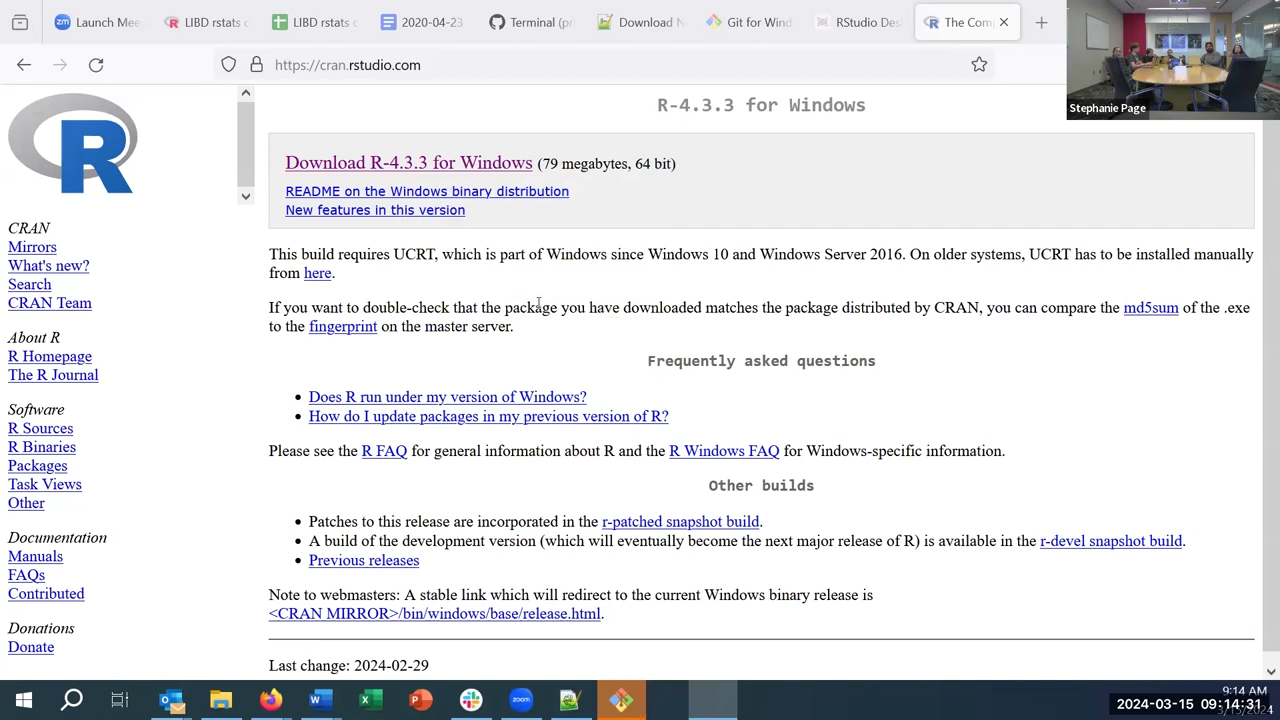 Launch Mee
LIBD rstats c
LIBD rstats c
2020-04-23
Terminal (pr
Download N
Git for Wind
RStudio Des
The Com
https://cran.rstudio.com
Stephanie Page
R
CRAN
Mirrors
What's new?
Search
CRAN Team
About R
R Homepage
The R Journal
Software
R Sources
R Binaries
Packages
Task Views
Other
Documentation
Manuals
FAQs
Contributed
Donations
Donate
R-4.3.3 for Windows
Download R-4.3.3 for Windows (79 megabytes, 64 bit)
README on the Windows binary distribution
New features in this version
This build requires UCRT, which is part of Windows since Windows 10 and Windows Server 2016. On older systems, UCRT has to be installed manually
from here.
If you want to double-check that the package you have downloaded matches the package distributed by CRAN, you can compare the md5sum of the .exe
to the fingerprint on the master server.
Frequently asked questions
• Does R run under my version of Windows?
• How do I update packages in my previous version of R?
Please see the R FAQ for general information about R and the R Windows FAQ for Windows-specific information.
Other builds
• Patches to this release are incorporated in the r-patched snapshot build.
• A build of the development version (which will eventually become the next major release of R) is available in the r-devel snapshot build.
• Previous releases
Note to webmasters: A stable link which will redirect to the current Windows binary release is
<CRAN MIRROR>/bin/windows/base/release.html.
Last change: 2024-02-29
9:14 AM
2024-03-15 09:14:31